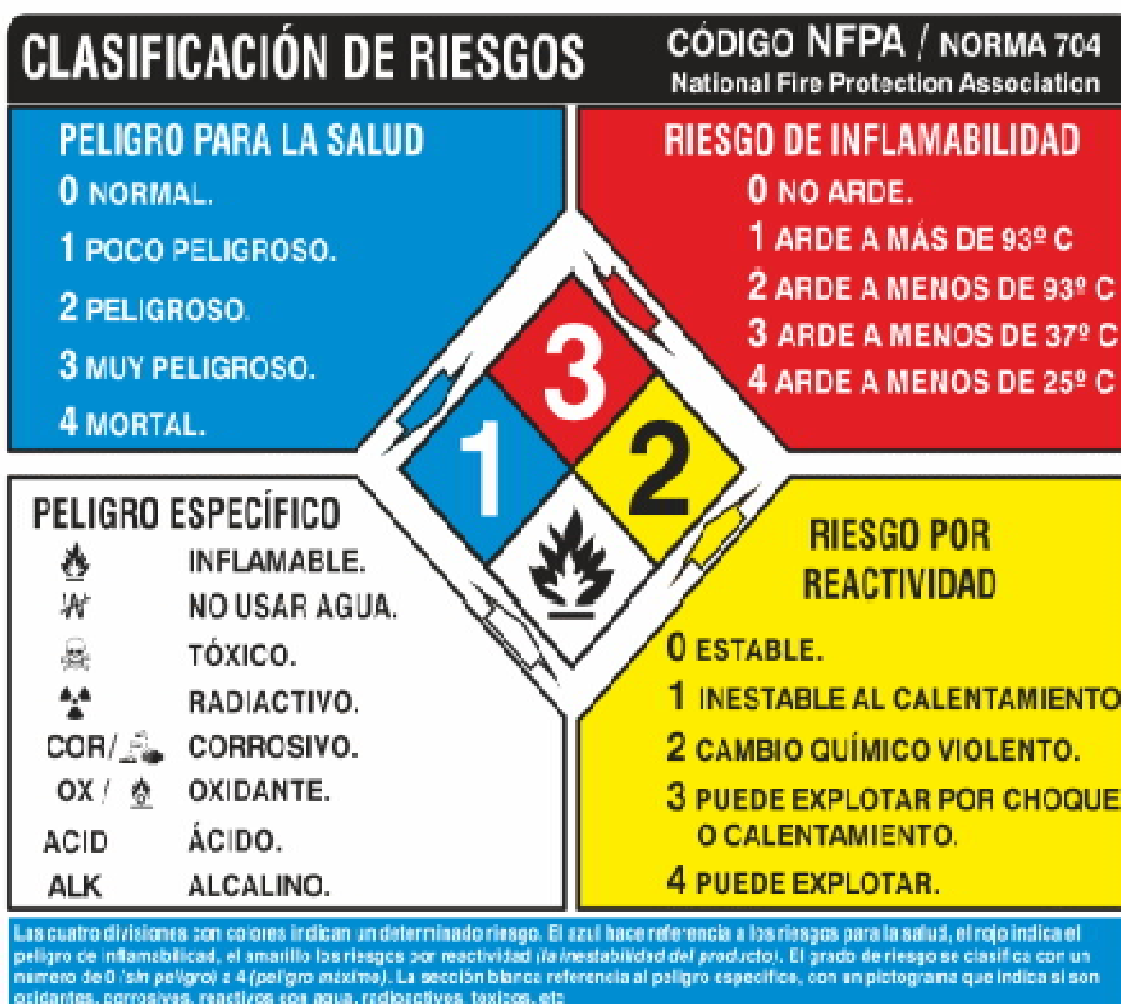 CLASIFICACIÓN DE RIESGOS
CÓDIGO NFPA / NORMA 704
National Fire Protection Association
PELIGRO PARA LA SALUD
0 NORMAL.
1 POCO PELIGROSO.
2 PELIGROSO.
3 MUY PELIGROSO.
4 MORTAL.
RIESGO DE INFLAMABILIDAD
0 NO ARDE.
1 ARDE A MÁS DE 93º C
2 ARDE A MENOS DE 93º C
3 ARDE A MENOS DE 37º C
4 ARDE A MENOS DE 25º C
3
1
2
PELIGRO ESPECÍFICO
INFLAMABLE.
W NO USAR AGUA.
TÓXICO.
RADIACTIVO.
COR/ CORROSIVO.
OX / OXIDANTE.
ACID ÁCIDO.
ALK ALCALINO.
RIESGO POR
REACTIVIDAD
0 ESTABLE.
1 INESTABLE AL CALENTAMIENTO
2 CAMBIO QUÍMICO VIOLENTO.
3 PUEDE EXPLOTAR POR CHOQUE
O CALENTAMIENTO.
4 PUEDE EXPLOTAR.
Las cuatro divisiones con colores indican un determinado riesgo. El azul hace referencia a los riesgos para la salud, el rojo indica el
peligro de inflamabilidad, el amarillo los riesgos por reactividad (la inestabilidad del producto). El grado de riesgo se clasifica con un
numero de 0 (sin peligro) a 4 (peligro máximo). La sección blanca referencia al peligro especifico, con un pictograma que indica si son
oxidantes, corrosivos, reactivos con agua, radioactivos, tóxicos, etc